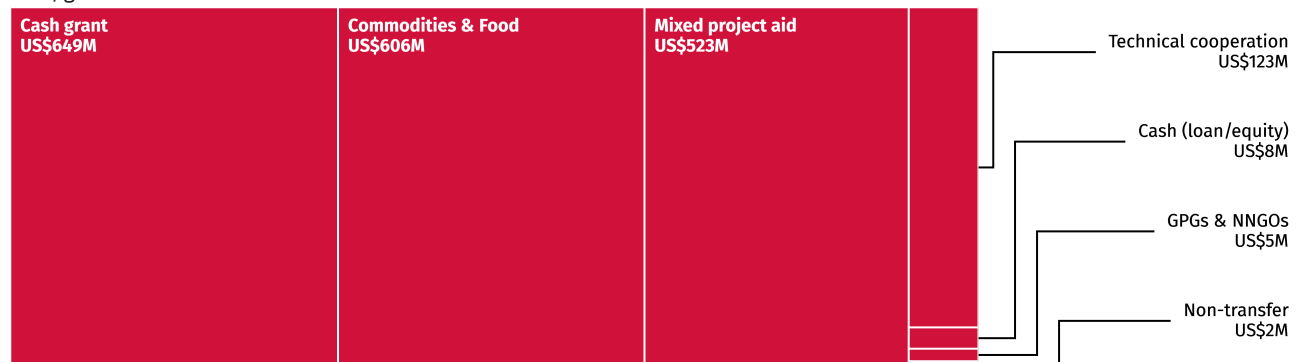 Cash grant
US$649M
Commodities & Food
US$606M
Mixed project aid
US$523M
Technical cooperation
US$123M
Cash (loan/equity)
US$8M
GPGs & NNGOs
US$5M
Non-transfer
US$2M